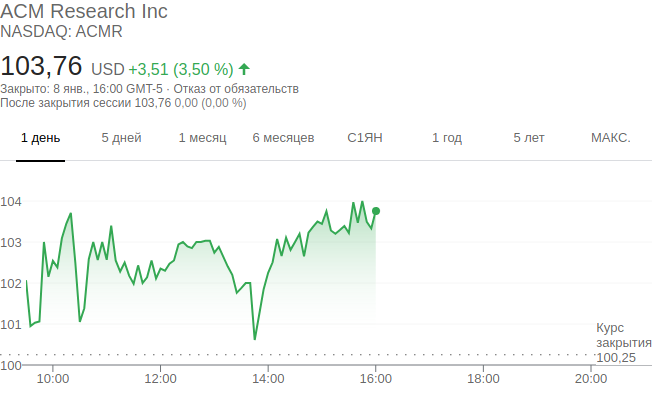 ACM Research Inc
NASDAQ: ACMR
103,76 USD +3,51 (3,50 %)
Закрыто: 8 янв., 16:00 GMT-5 · Отказ от обязательств
После закрытия сессии 103,76 0,00 (0,00 %)
1 день 5 дней 1 месяц 6 месяцев С1ЯН 1 год 5 лет МАКС.
104
103
102
101
100
Курс
закрытия
100,25
10:00 12:00 14:00 16:00 18:00 20:00